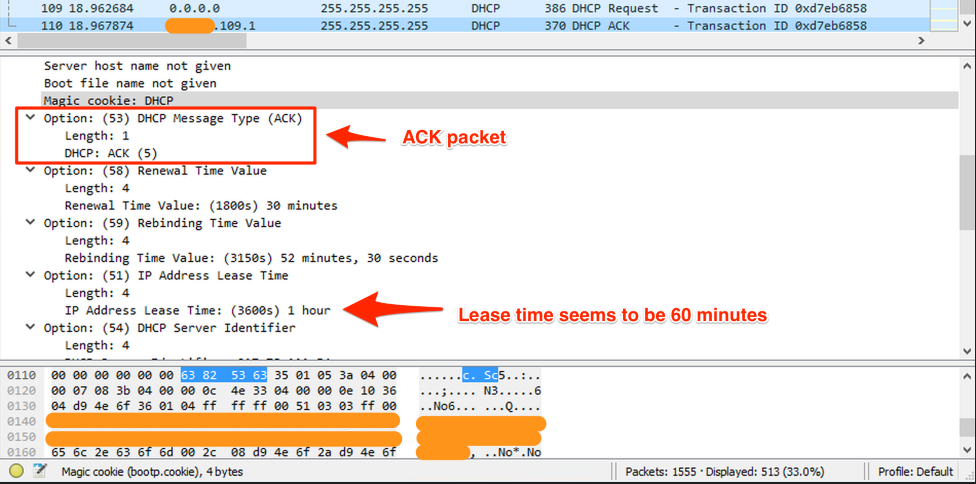 109 18.962684 0.0.0.0 255.255.255.255 DHCP 386 DHCP Request - Transaction ID 0xd7eb6858
110 18.967874 .109.1 255.255.255.255 DHCP 370 DHCP ACK - Transaction ID 0xd7eb6858
Server host name not given
Boot file name not given
Magic cookie: DHCP
Option: (53) DHCP Message Type (ACK)
Length: 1
ACK packet
DHCP: ACK (5)
Option: (58) Renewal Time Value
Length: 4
Renewal Time Value: (1800s) 30 minutes
Option: (59) Rebinding Time Value
Length: 4
Rebinding Time Value: (3150s) 52 minutes, 30 seconds
Option: (51) IP Address Lease Time
Length: 4
IP Address Lease Time: (3600s) 1 hour
Lease time seems to be 60 minutes
Option: (54) DHCP Server Identifier
Length: 4
0110 00 00 00 00 00 00 63 82 53 63 35 01 05 3a 04 00 ......c. Sc5..:..
0120 00 07 08 3b 04 00 00 0c 4e 33 04 00 00 0e 10 36 ...;.... N3.....6
0130 04 d9 4e 6f 36 01 04 ff ff ff 00 51 03 03 ff 00 ..No6... ...Q....
0140
0150
0160 65 6c 2e 63 6f 6d 00 2c 08 d9 4e 6f 2a d9 4e 6f , ..No*.No
Magic cookie (bootp.cookie), 4 bytes Packets: 1555 · Displayed: 513 (33.0%) Profile: Default